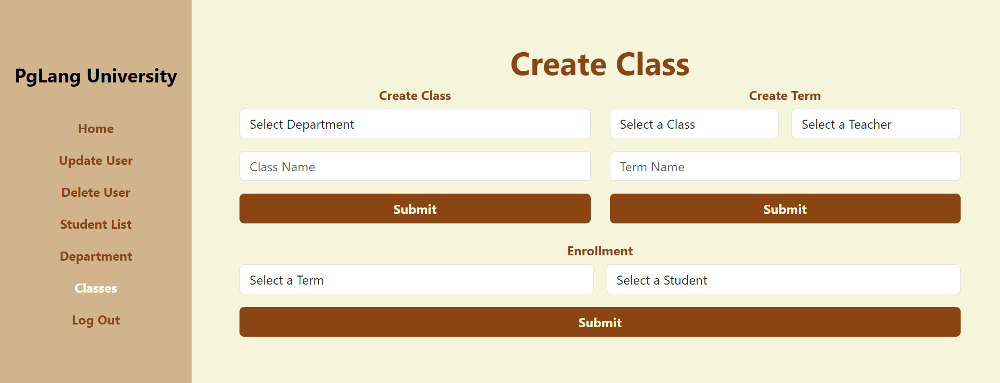 PgLang University
Home
Update User
Delete User
Student List
Department
Classes
Log Out
Create Class
Create Class
Select Department
Class Name
Submit
Create Term
Select a Class
Select a Teacher
Term Name
Submit
Enrollment
Select a Term
Select a Student
Submit